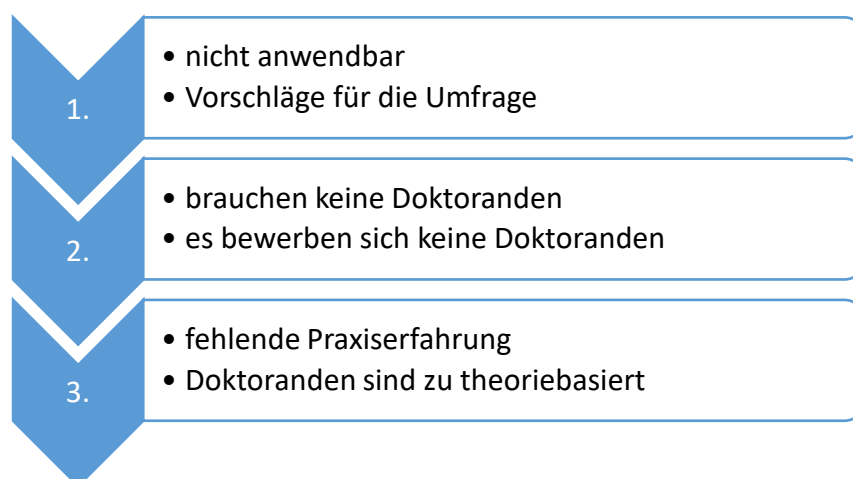 1.
• nicht anwendbar
• Vorschläge für die Umfrage
2.
• brauchen keine Doktoranden
• es bewerben sich keine Doktoranden
3.
• fehlende Praxiserfahrung
• Doktoranden sind zu theoriebasiert